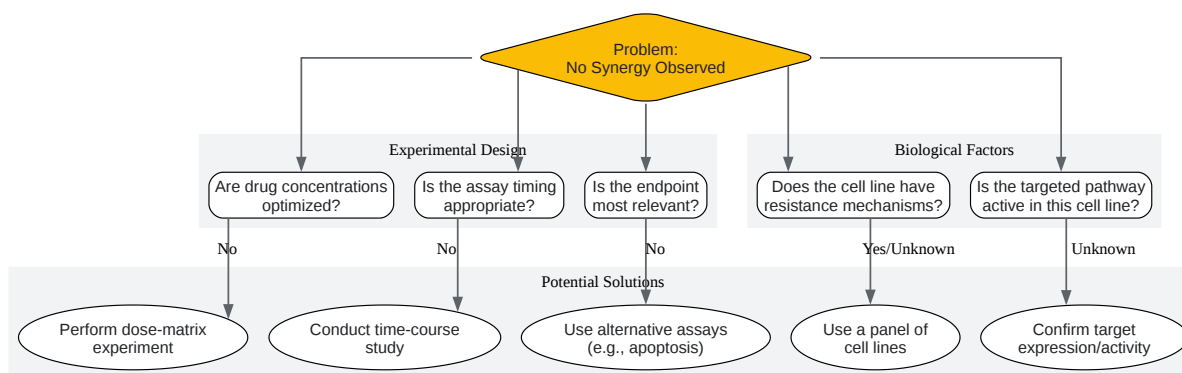 Problem:
No Synergy Observed
Experimental Design
Biological Factors
Are drug concentrations
optimized?
Is the assay timing
appropriate?
Is the endpoint
most relevant?
Does the cell line have
resistance mechanisms?
Is the targeted pathway
active in this cell line?
No
No
No
Yes/Unknown
Unknown
Potential Solutions
Perform dose-matrix
experiment
Conduct time-course
study
Use alternative assays
(e.g., apoptosis)
Use a panel of
cell lines
Confirm target
expression/activity